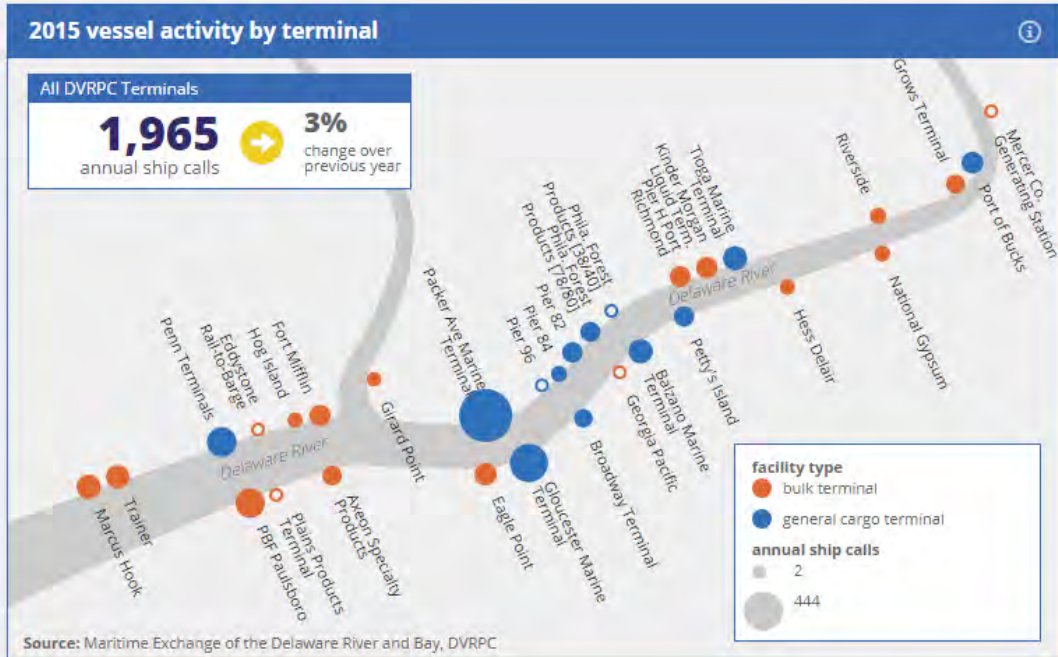 2015 vessel activity by terminal
All DVRPC Terminals
1,965
annual ship calls
3%
change over
previous year
Grows Terminal
Mercer Co.
Generating Station
Port of Bucks
Riverside
National Gypsum
Hess Delair
Tioga Marine
Terminal
Kinder Morgan
Liquid Term.
Pier H Port
Richmond
Delaware River
Petty's Island
Phila. Forest
Products [38/40]
Phila. Forest
Products [78/80]
Pier 82
Pier 84
Pier 96
Balzano Marine
Terminal
Georgia Pacific
Broadway Terminal
Packer Ave Marine
Terminal
Gloucester Marine
Terminal
Eagle Point
Girard Point
Fort Mifflin
Hog Island
Eddystone
Rail-to-Barge
Penn Terminals
Delaware River
Axeon Specialty
Products
Plains Products
Terminal
PBF Paulsboro
Trainer
Marcus Hook
facility type
bulk terminal
general cargo terminal
annual ship calls
2
444
Source: Maritime Exchange of the Delaware River and Bay, DVRPC